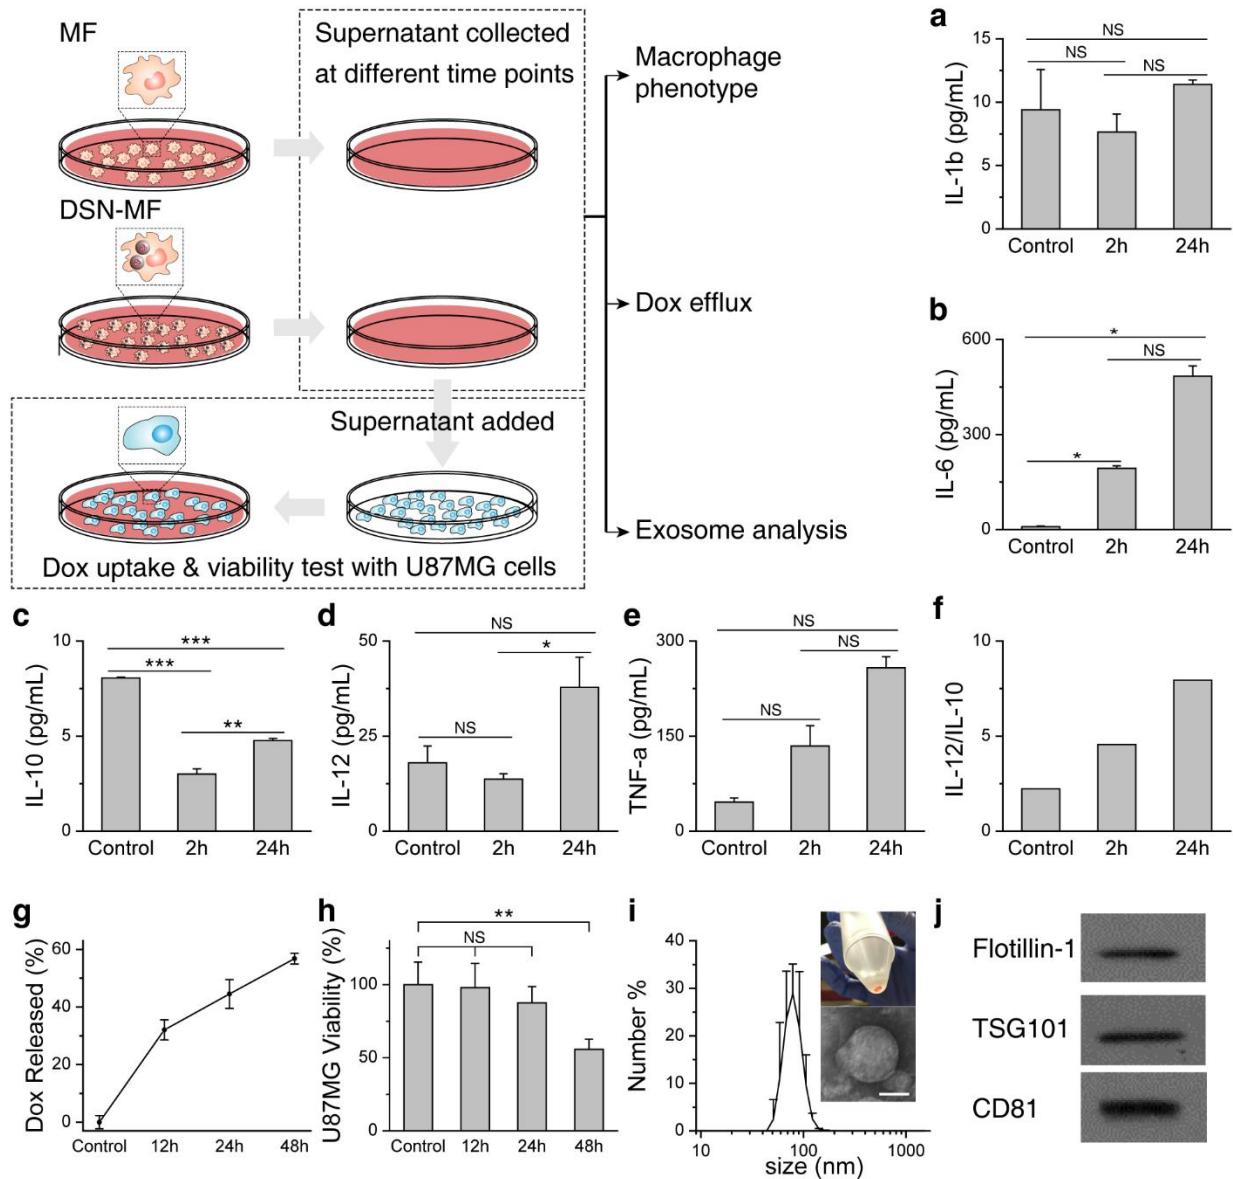 MF
Supernatant collected
at different time points
DSN-MF
Supernatant added
Dox uptake & viability test with U87MG cells
Macrophage
phenotype
Dox efflux
Exosome analysis
a
IL-1b (pg/mL)
15
10
5
0
NS
NS
NS
Control 2h 24h
b
IL-6 (pg/mL)
600
300
0
*
NS
*
Control 2h 24h
c
IL-10 (pg/mL)
10
5
0
***
***
**
Control 2h 24h
d
IL-12 (pg/mL)
50
25
0
NS
*
NS
Control 2h 24h
e
TNF-a (pg/mL)
300
150
0
NS
NS
NS
Control 2h 24h
f
IL-12/IL-10
10
5
0
Control 2h 24h
g
Dox Released (%)
60
40
20
0
Control 12h 24h 48h
h
U87MG Viability (%)
100
50
0
**
NS
Control 12h 24h 48h
i
Number %
40
30
20
10
0
10 100 1000
size (nm)
j
Flotillin-1
TSG101
CD81